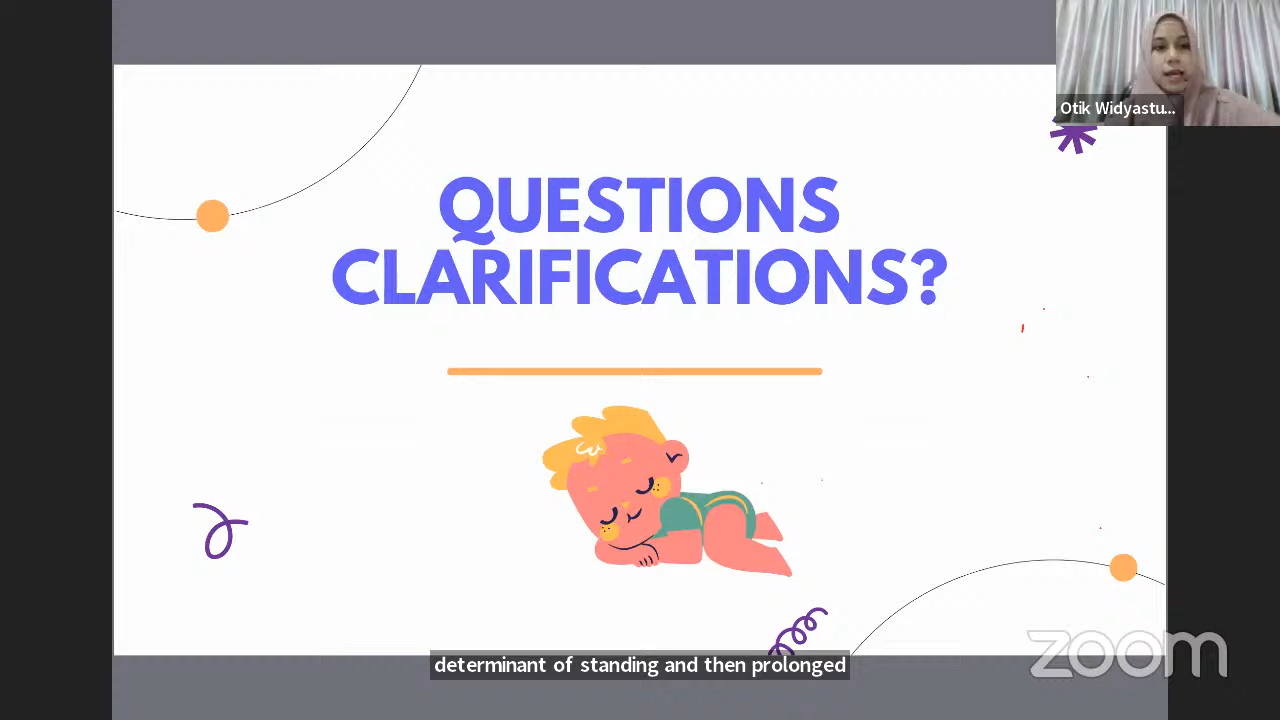 Otik Widyastu...
QUESTIONS
CLARIFICATIONS?
determinant of standing and then prolonged
zoom